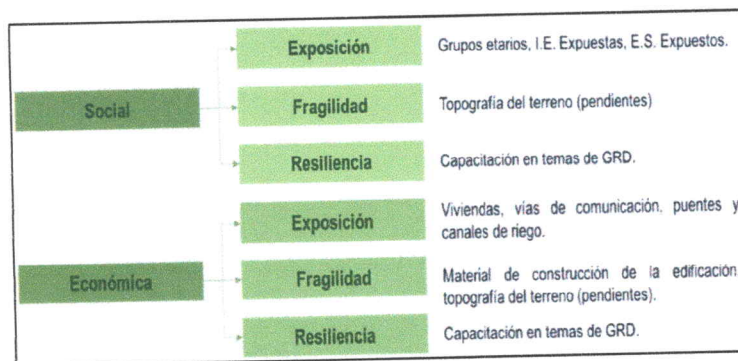 Exposición
Grupos etarios, I.E. Expuestas, E.S. Expuestos.
Social
Fragilidad
Topografía del terreno (pendientes)
Resiliencia
Capacitación en temas de GRD.
Exposición
Viviendas, vías de comunicación, puentes y
canales de riego.
Económica
Fragilidad
Material de construcción de la edificación
topografía del terreno (pendientes).
Resiliencia
Capacitación en temas de GRD.